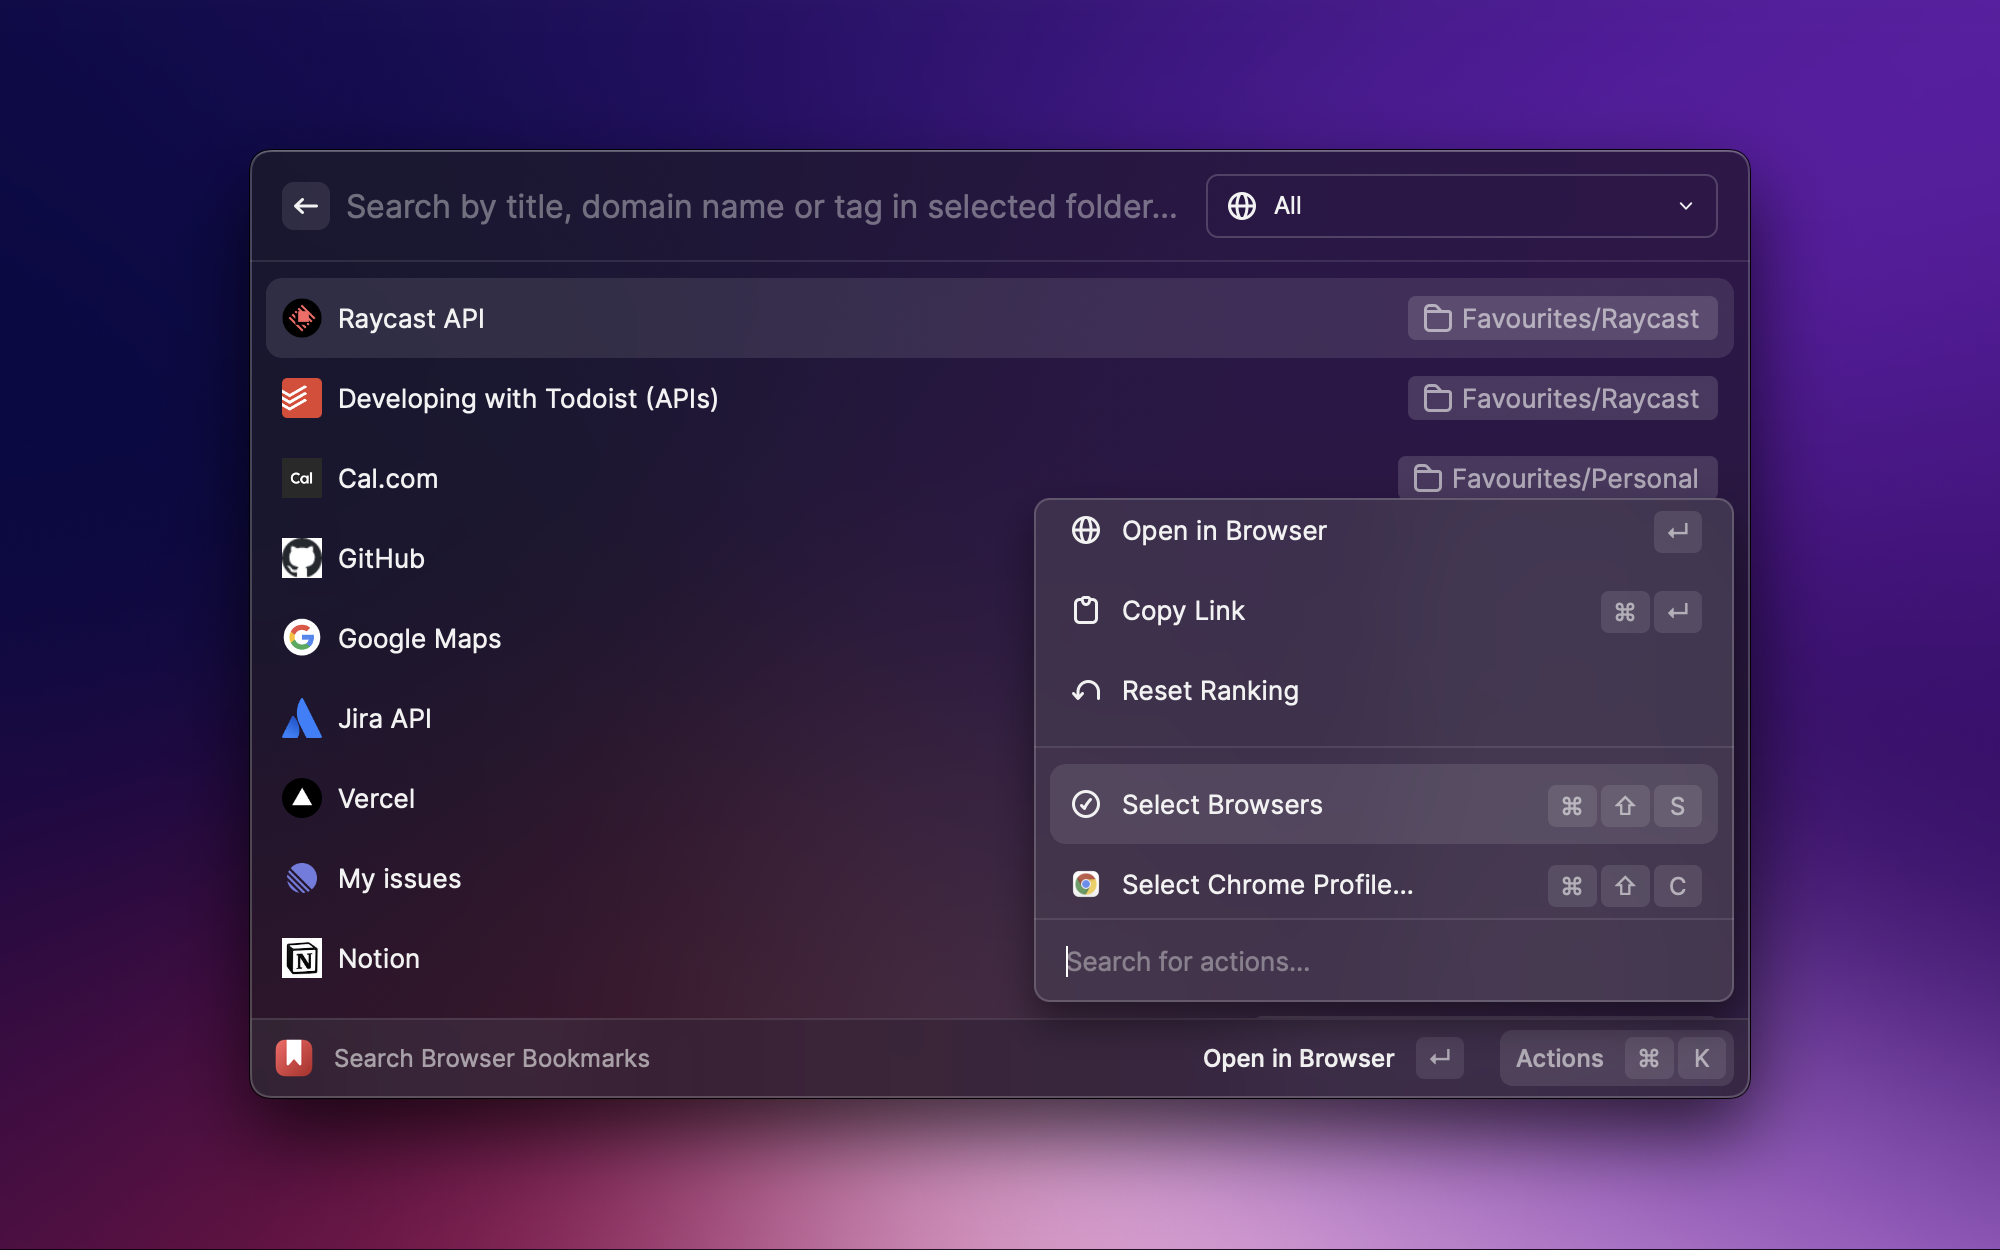 Search by title, domain name or tag in selected folder...
All
Raycast API
Favourites/Raycast
Developing with Todoist (APIs)
Favourites/Raycast
Cal
Cal.com
Favourites/Personal
GitHub
Google Maps
Jira API
Vercel
My issues
Notion
Open in Browser ↵
Copy Link ⌘ ↵
Reset Ranking
Select Browsers ⌘ ⇧ S
Select Chrome Profile... ⌘ ⇧ C
Search for actions...
Search Browser Bookmarks
Open in Browser ↵
Actions ⌘ K